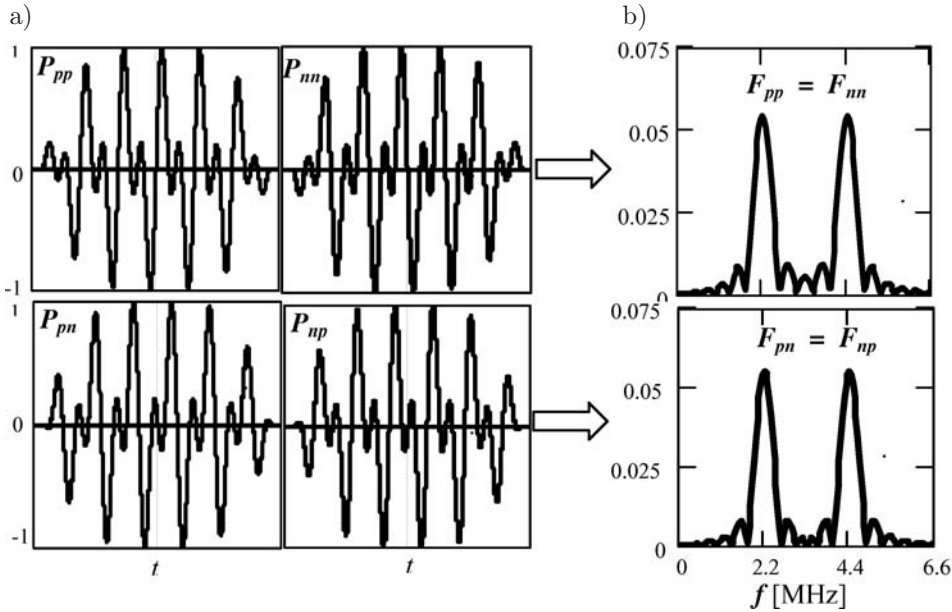 a)
b)
1
0
-1
P_pp
P_nn
1
0
-1
P_pn
P_np
t
t
0.075
0.05
0.025
0
F_pp = F_nn
0.075
0.05
0.025
0
F_pn = F_np
0 2.2 4.4 6.6
f [MHz]